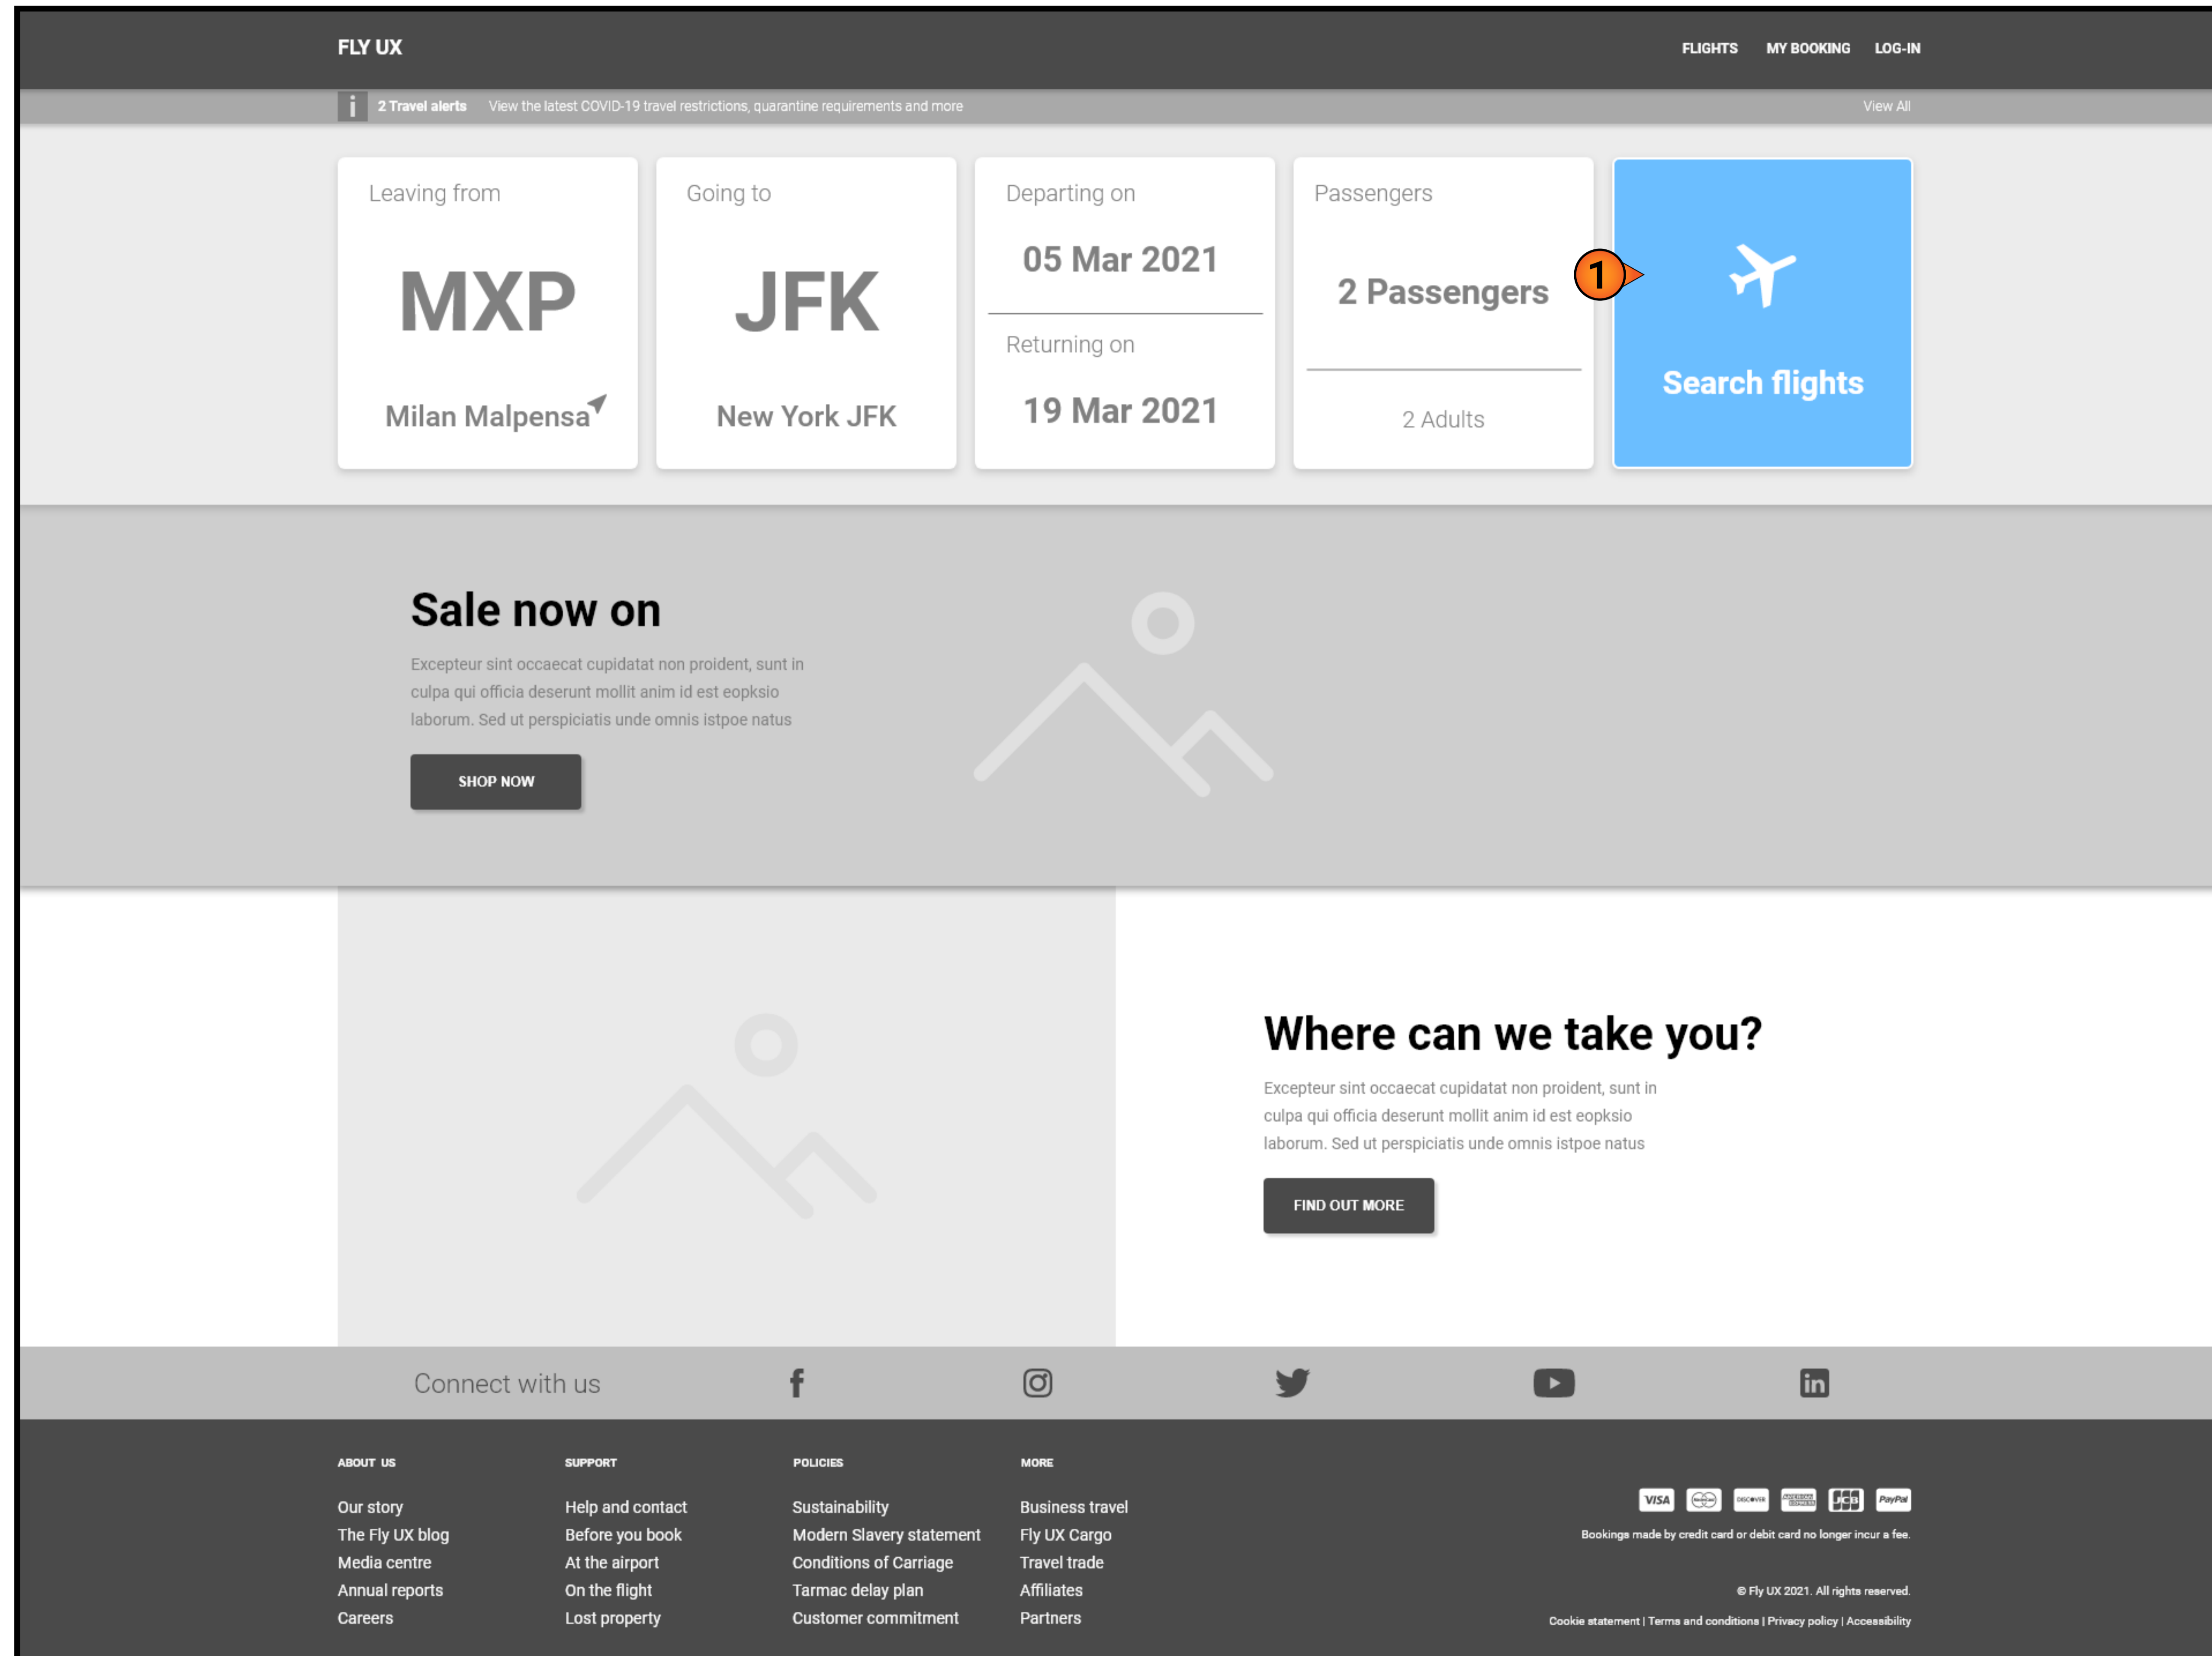 FLY UX
FLIGHTS MY BOOKING LOG-IN
i 2 Travel alerts View the latest COVID-19 travel restrictions, quarantine requirements and more View All
Leaving from
MXP
Milan Malpensa
Going to
JFK
New York JFK
Departing on
05 Mar 2021
Returning on
19 Mar 2021
Passengers
2 Passengers
2 Adults
1
Search flights
Sale now on
Excepteur sint occaecat cupidatat non proident, sunt in
culpa qui officia deserunt mollit anim id est eopksio
laborum. Sed ut perspiciatis unde omnis istpoe natus
SHOP NOW
Where can we take you?
Excepteur sint occaecat cupidatat non proident, sunt in
culpa qui officia deserunt mollit anim id est eopksio
laborum. Sed ut perspiciatis unde omnis istpoe natus
FIND OUT MORE
Connect with us
f
in
ABOUT US
Our story
The Fly UX blog
Media centre
Annual reports
Careers
SUPPORT
Help and contact
Before you book
At the airport
On the flight
Lost property
POLICIES
Sustainability
Modern Slavery statement
Conditions of Carriage
Tarmac delay plan
Customer commitment
MORE
Business travel
Fly UX Cargo
Travel trade
Affiliates
Partners
VISA MasterCard DISCOVER AMERICAN EXPRESS JCB PayPal
Bookings made by credit card or debit card no longer incur a fee.
© Fly UX 2021. All rights reserved.
Cookie statement | Terms and conditions | Privacy policy | Accessibility